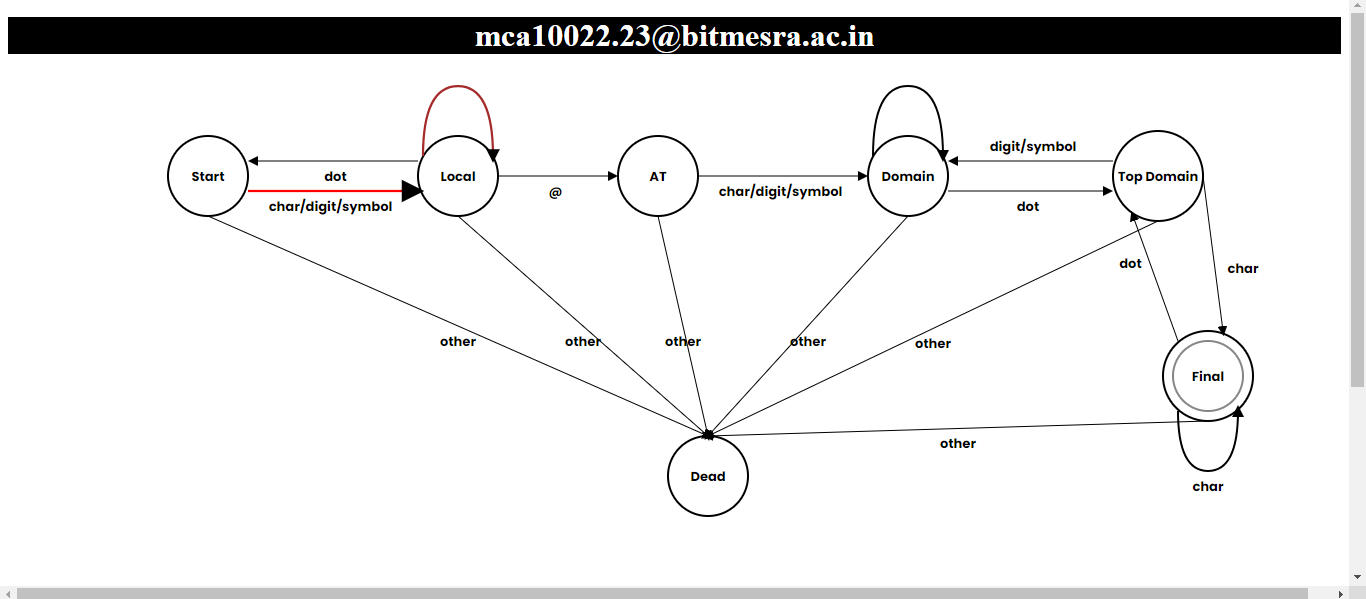 mca10022.23@bitmesra.ac.in
digit/symbol
Start
dot
Local
@
AT
char/digit/symbol
Domain
Top Domain
char/digit/symbol
dot
dot
char
other
other
other
other
other
Final
other
Dead
char